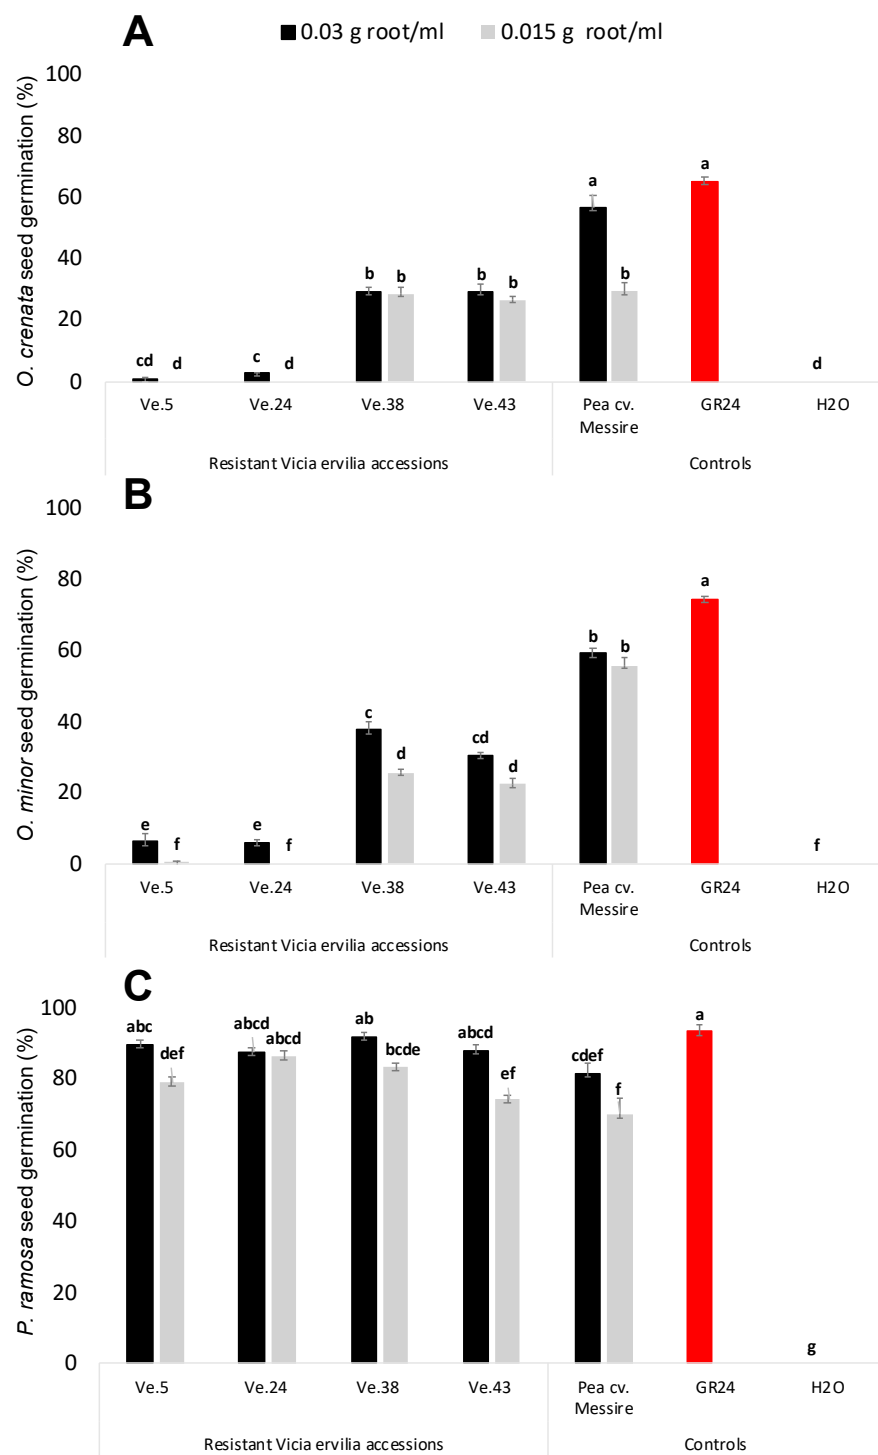 A
0.03 g root/ml
0.015 g root/ml
O. crenata seed germination (%)
100
80
60
40
20
0
cd
d
c
d
b
b
b
b
a
b
a
d
Ve.5
Ve.24
Ve.38
Ve.43
Pea cv.
Messire
GR24
H2O
Resistant Vicia ervilia accessions
Controls
B
O. minor seed germination (%)
100
80
60
40
20
0
e
f
e
f
c
d
cd
d
b
b
a
f
Ve.5
Ve.24
Ve.38
Ve.43
Pea cv.
Messire
GR24
H2O
Resistant Vicia ervilia accessions
Controls
C
P. ramosa seed germination (%)
100
80
60
40
20
0
abc
def
abcd
abcd
ab
bcde
abcd
ef
cdef
f
a
g
Ve.5
Ve.24
Ve.38
Ve.43
Pea cv.
Messire
GR24
H2O
Resistant Vicia ervilia accessions
Controls